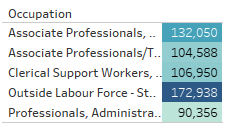 Occupation
Associate Professionals, .. 132,050
Associate Professionals/T.. 104,588
Clerical Support Workers, .. 106,950
Outside Labour Force - St.. 172,938
Professionals, Administra.. 90,356